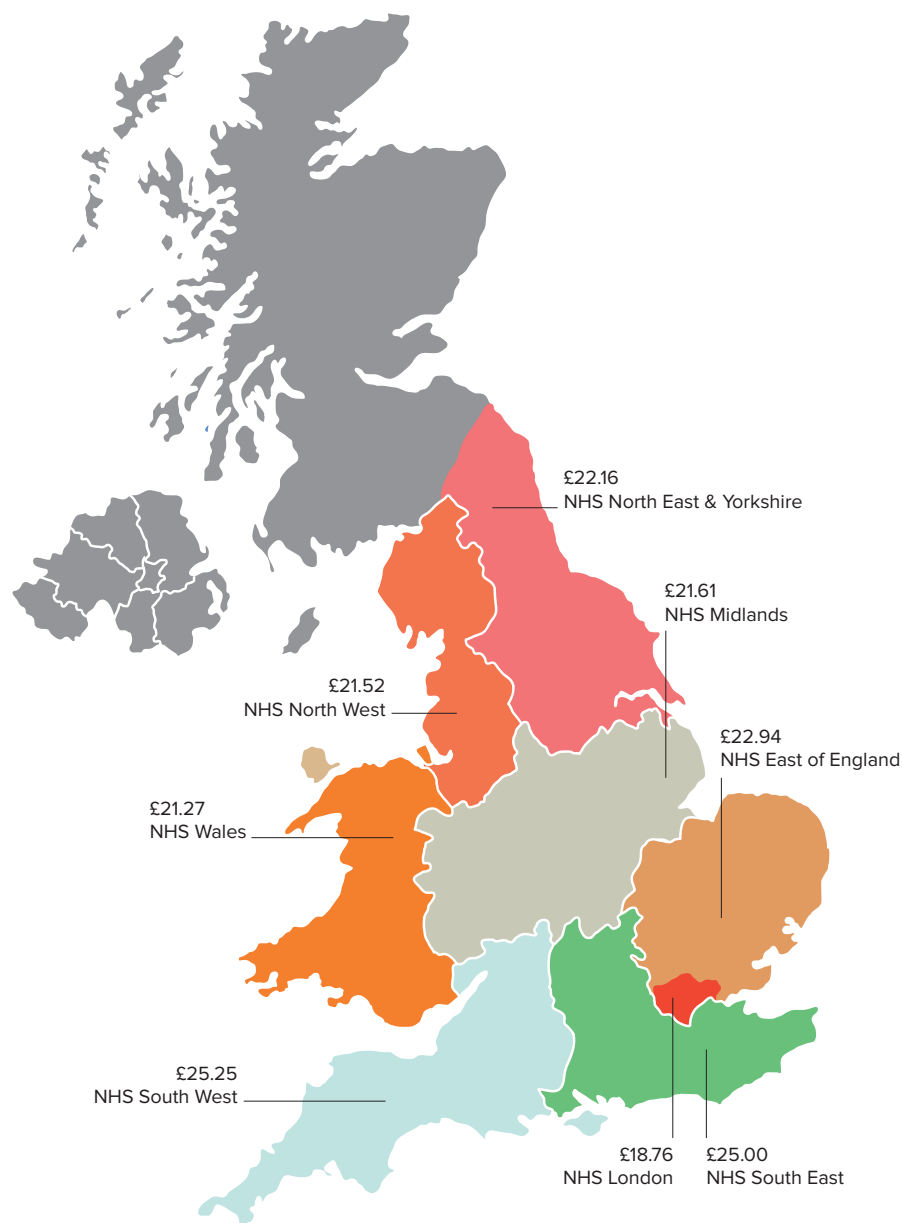 £22.16
NHS North East & Yorkshire
£21.61
NHS Midlands
£21.52
NHS North West
£22.94
NHS East of England
£21.27
NHS Wales
£25.25
NHS South West
£18.76
NHS London
£25.00
NHS South East